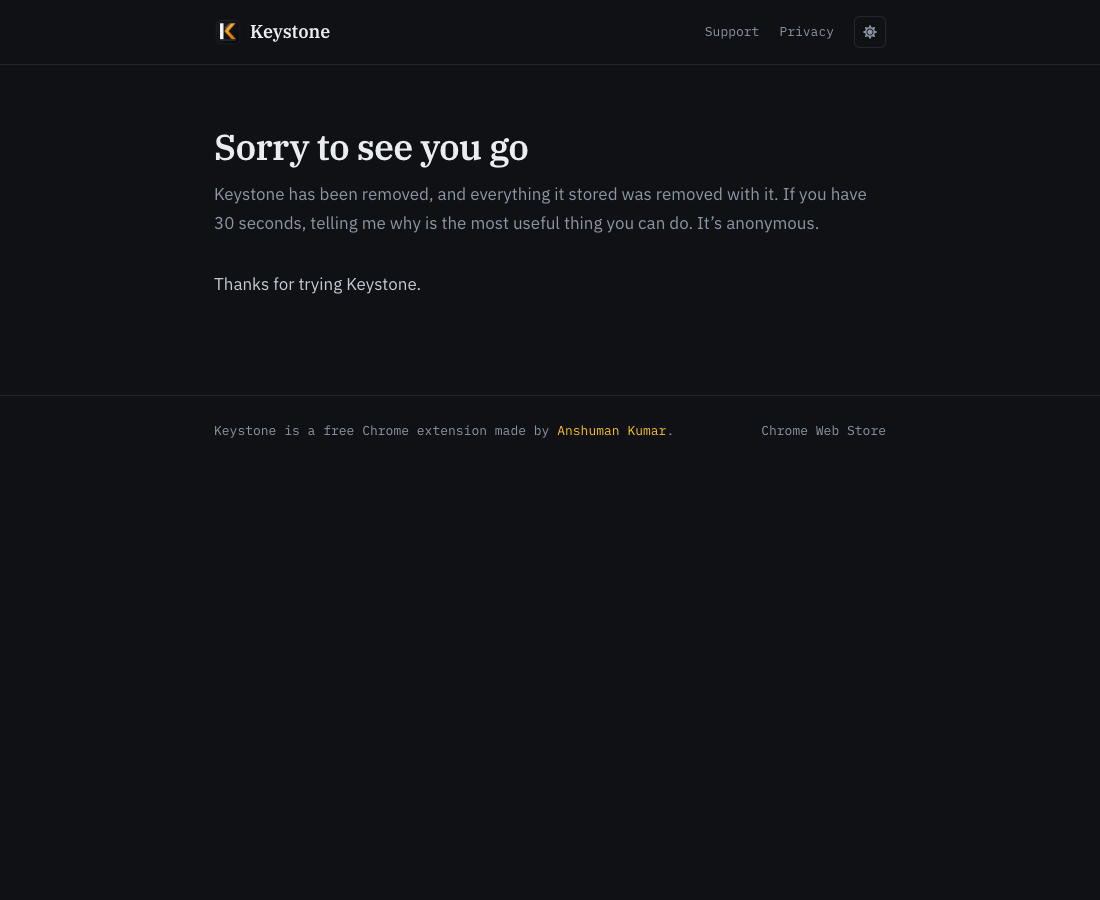 Keystone
Support
Privacy
Sorry to see you go
Keystone has been removed, and everything it stored was removed with it. If you have
30 seconds, telling me why is the most useful thing you can do. It’s anonymous.
Thanks for trying Keystone.
Keystone is a free Chrome extension made by Anshuman Kumar.
Chrome Web Store